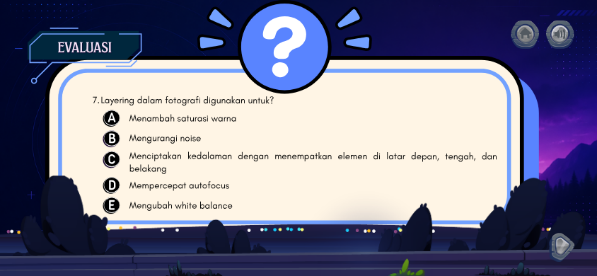 EVALUASI
?
7. Layering dalam fotografi digunakan untuk?
A Menambah saturasi warna
B Mengurangi noise
C Menciptakan kedalaman dengan menempatkan elemen di latar depan, tengah, dan
belakang
D Mempercepat autofocus
E Mengubah white balance